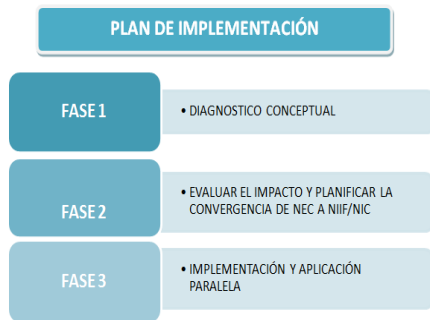 PLAN DE IMPLEMENTACIÓN
FASE 1
• DIAGNOSTICO CONCEPTUAL
FASE 2
• EVALUAR EL IMPACTO Y PLANIFICAR LA
CONVERGENCIA DE NEC A NIIF/NIC
FASE 3
• IMPLEMENTACIÓN Y APLICACIÓN
PARALELA